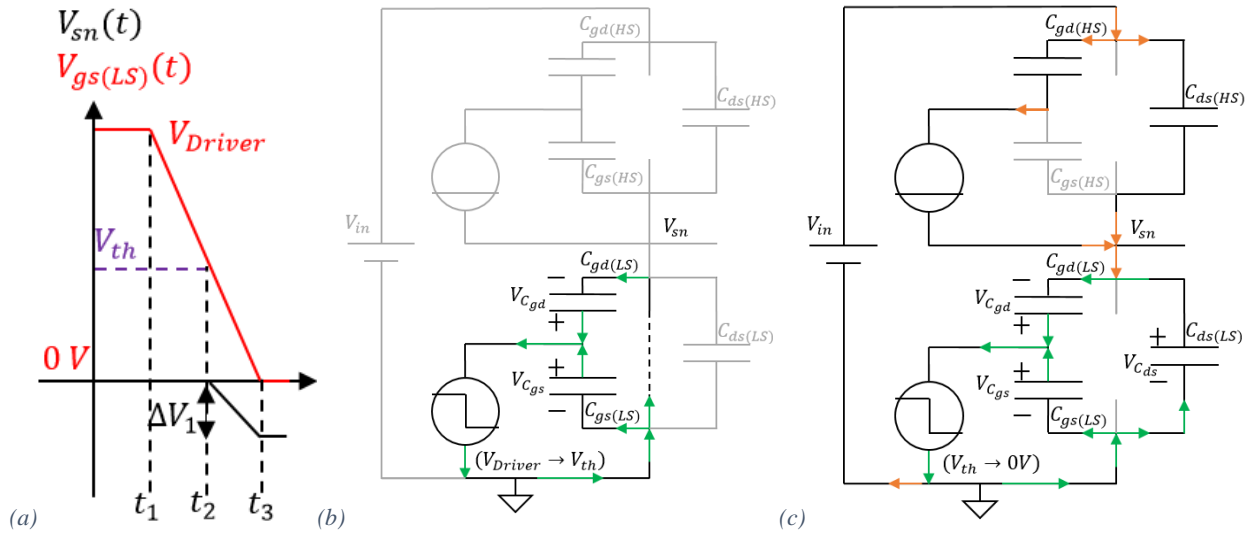 V_sn(t)
V_gs(LS)(t)
V_Driver
V_th
0 V
ΔV_1
t_1
t_2
t_3
(a)
C_gd(HS)
C_ds(HS)
C_gs(HS)
V_in
V_sn
C_gd(LS)
−
V_C_gd
+
+
V_C_gs
−
C_ds(LS)
C_gs(LS)
(V_Driver → V_th)
(b)
C_gd(HS)
C_ds(HS)
C_gs(HS)
V_in
V_sn
C_gd(LS)
−
V_C_gd
+
+
V_C_gs
−
+
C_ds(LS)
V_C_ds
−
C_gs(LS)
(V_th → 0V)
(c)